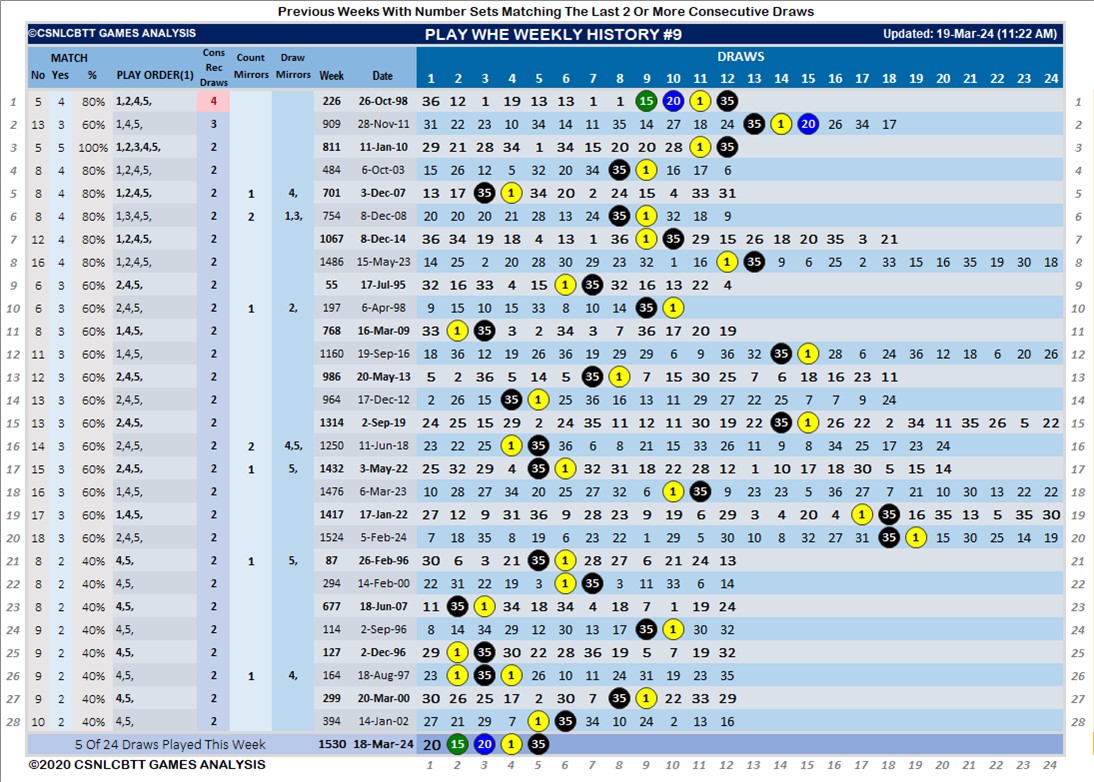 Previous Weeks With Number Sets Matching The Last 2 Or More Consecutive Draws
©CSNLCBTT GAMES ANALYSIS PLAY WHE WEEKLY HISTORY #9 Updated: 19-Mar-24 (11:22 AM)
MATCH Cons Rec Draws Count Mirrors Draw Mirrors DRAWS
No Yes % PLAY ORDER(1) Week Date 1 2 3 4 5 6 7 8 9 10 11 12 13 14 15 16 17 18 19 20 21 22 23 24
1 5 4 80% 1,2,4,5, 4 226 26-Oct-98 36 12 1 19 13 13 1 1 15 20 1 35 1
2 13 3 60% 1,4,5, 3 909 28-Nov-11 31 22 23 10 34 14 11 35 14 27 18 24 35 1 20 26 34 17 2
3 5 5 100% 1,2,3,4,5, 2 811 11-Jan-10 29 21 28 34 1 34 15 20 20 28 1 35 3
4 8 4 80% 1,2,4,5, 2 484 6-Oct-03 15 26 12 5 32 20 34 35 1 16 17 6 4
5 8 4 80% 1,2,4,5, 2 1 4, 701 3-Dec-07 13 17 35 1 34 20 2 24 15 4 33 31 5
6 8 4 80% 1,3,4,5, 2 2 1,3, 754 8-Dec-08 20 20 20 21 28 13 24 35 1 32 18 9 6
7 12 4 80% 1,2,4,5, 2 1067 8-Dec-14 36 34 19 18 4 13 1 36 1 35 29 15 26 18 20 35 3 21 7
8 16 4 80% 1,2,4,5, 2 1486 15-May-23 14 25 2 20 28 30 29 23 32 1 16 1 35 9 6 25 2 33 15 16 35 19 30 18 8
9 6 3 60% 2,4,5, 2 55 17-Jul-95 32 16 33 4 15 1 35 32 16 13 22 4 9
10 6 3 60% 2,4,5, 2 1 2, 197 6-Apr-98 9 15 10 15 33 8 10 14 35 1 10
11 8 3 60% 1,4,5, 2 768 16-Mar-09 33 1 35 3 2 34 3 7 36 17 20 19 11
12 11 3 60% 1,4,5, 2 1160 19-Sep-16 18 36 12 19 26 36 19 29 29 6 9 36 32 35 1 28 6 24 36 12 18 6 20 26 12
13 12 3 60% 2,4,5, 2 986 20-May-13 5 2 36 5 14 5 35 1 7 15 30 25 7 6 18 16 23 11 13
14 13 3 60% 2,4,5, 2 964 17-Dec-12 2 26 15 35 1 25 36 16 13 11 29 27 22 25 7 7 9 24 14
15 13 3 60% 2,4,5, 2 1314 2-Sep-19 24 25 15 29 2 24 35 11 12 11 30 19 22 35 1 26 22 2 34 11 35 26 5 22 15
16 14 3 60% 2,4,5, 2 2 4,5, 1250 11-Jun-18 23 22 25 1 35 36 6 8 21 15 33 26 11 9 8 34 25 17 23 24 16
17 15 3 60% 2,4,5, 2 1 5, 1432 3-May-22 25 32 29 4 35 1 32 31 18 22 28 12 1 10 17 18 30 5 15 14 17
18 16 3 60% 1,4,5, 2 1476 6-Mar-23 10 28 27 34 20 25 27 32 6 1 35 9 23 23 5 36 27 7 21 10 30 13 22 22 18
19 17 3 60% 1,4,5, 2 1417 17-Jan-22 27 12 9 31 36 9 28 23 9 19 6 29 3 4 20 4 1 35 16 35 13 5 35 30 19
20 18 3 60% 2,4,5, 2 1524 5-Feb-24 7 18 35 8 19 6 23 22 1 29 5 30 10 8 32 27 31 35 1 15 30 25 14 19 20
21 8 2 40% 4,5, 2 1 5, 87 26-Feb-96 30 6 3 21 35 1 28 27 6 11 24 13 21
22 8 2 40% 4,5, 2 294 14-Feb-00 22 31 22 19 3 1 35 3 11 33 6 14 22
23 8 2 40% 4,5, 2 677 18-Jun-07 11 35 1 34 18 34 4 18 7 1 19 24 23
24 9 2 40% 4,5, 2 114 2-Sep-96 8 14 34 29 12 30 13 17 35 1 30 32 24
25 9 2 40% 4,5, 2 127 2-Dec-96 25 1 35 30 22 28 36 19 5 7 19 32 25
26 9 2 40% 4,5, 2 1 4, 164 18-Aug-97 23 1 35 1 26 10 11 24 31 19 23 35 26
27 9 2 40% 4,5, 2 299 20-Mar-00 30 26 25 17 2 30 7 35 1 22 33 29 27
28 10 2 40% 4,5, 2 394 14-Jan-02 27 21 29 7 1 35 34 10 24 2 13 16 28
5 Of 24 Draws Played This Week 1530 18-Mar-24 20 15 20 1 35
©2020 CSNLCBTT GAMES ANALYSIS 1 2 3 4 5 6 7 8 9 10 11 12 13 14 15 16 17 18 19 20 21 22 23 24